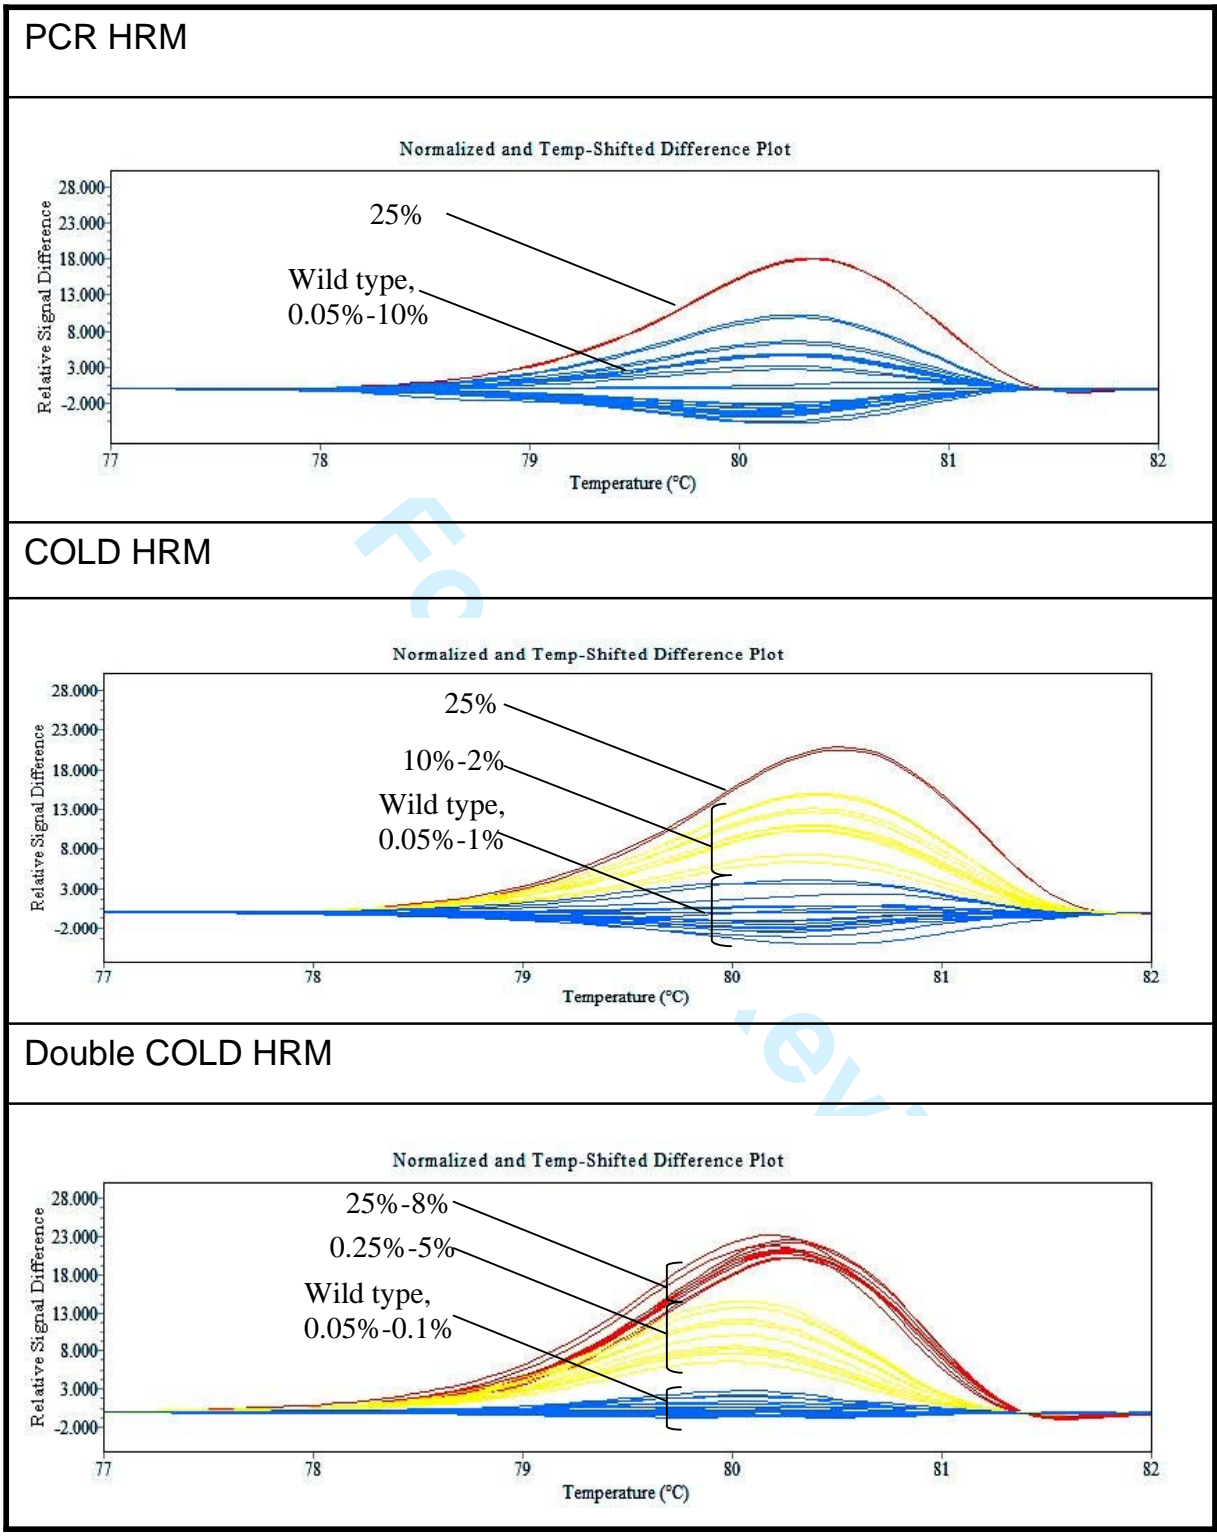 PCR HRM
Normalized and Temp-Shifted Difference Plot
Relative Signal Difference
28.000
23.000
18.000
13.000
8.000
3.000
-2.000
25%
Wild type,
0.05%-10%
77 78 79 80 81 82
Temperature (°C)
COLD HRM
Normalized and Temp-Shifted Difference Plot
Relative Signal Difference
28.000
23.000
18.000
13.000
8.000
3.000
-2.000
25%
10%-2%
Wild type,
0.05%-1%
77 78 79 80 81 82
Temperature (°C)
Double COLD HRM
Normalized and Temp-Shifted Difference Plot
Relative Signal Difference
28.000
23.000
18.000
13.000
8.000
3.000
-2.000
25%-8%
0.25%-5%
Wild type,
0.05%-0.1%
77 78 79 80 81 82
Temperature (°C)